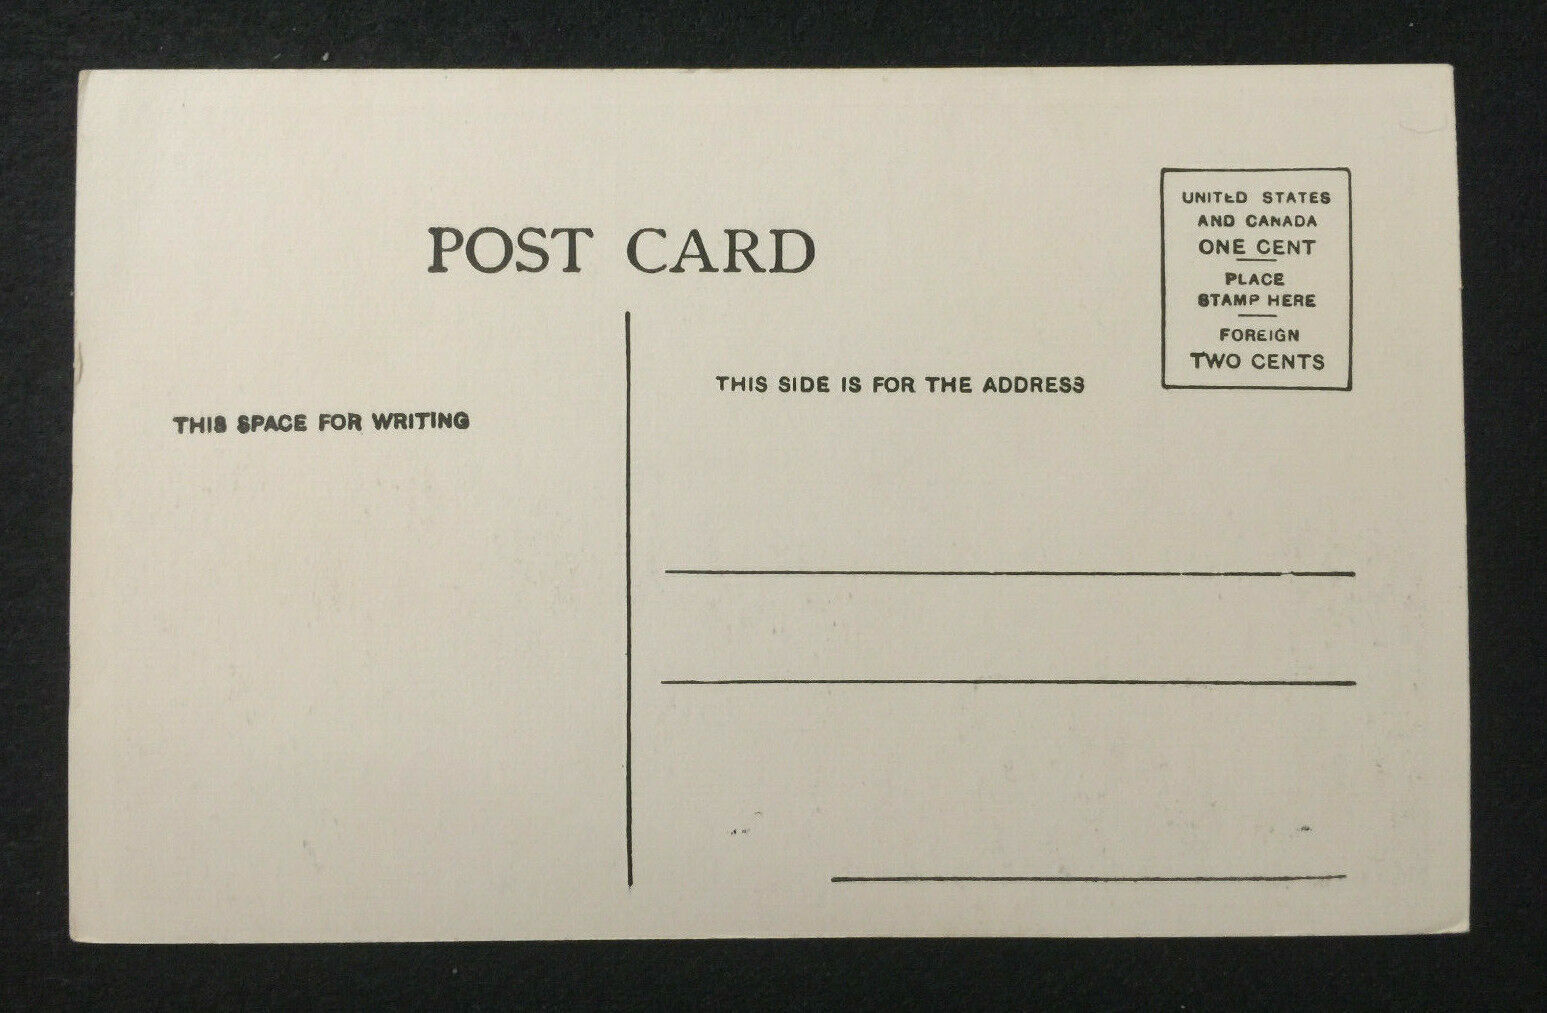 POST CARD
UNITED STATES
AND CANADA
ONE CENT
PLACE
STAMP HERE
FOREIGN
TWO CENTS
THIS SPACE FOR WRITING
THIS SIDE IS FOR THE ADDRESS